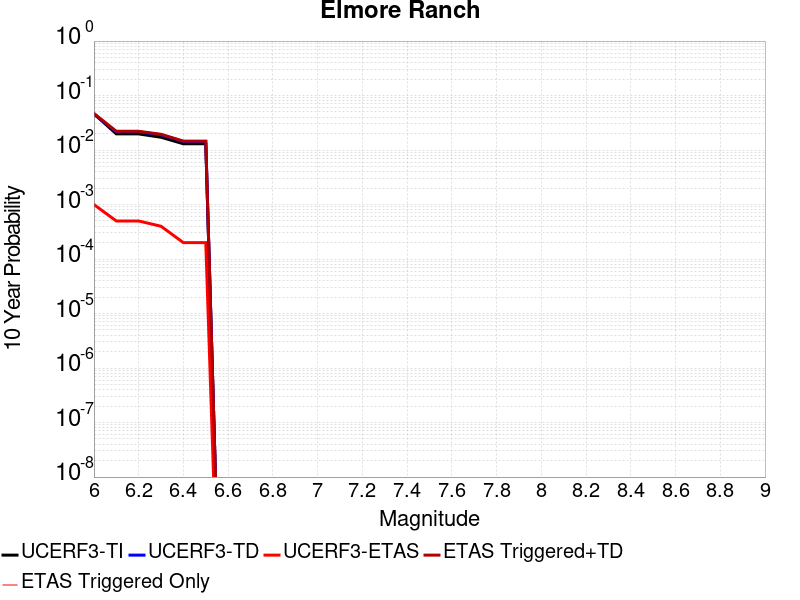 Elmore Ranch
10^0
10^-1
10^-2
10^-3
10^-4
10^-5
10^-6
10^-7
10^-8
10 Year Probability
6 6.2 6.4 6.6 6.8 7 7.2 7.4 7.6 7.8 8 8.2 8.4 8.6 8.8 9
Magnitude
UCERF3-TI UCERF3-TD UCERF3-ETAS ETAS Triggered+TD
ETAS Triggered Only